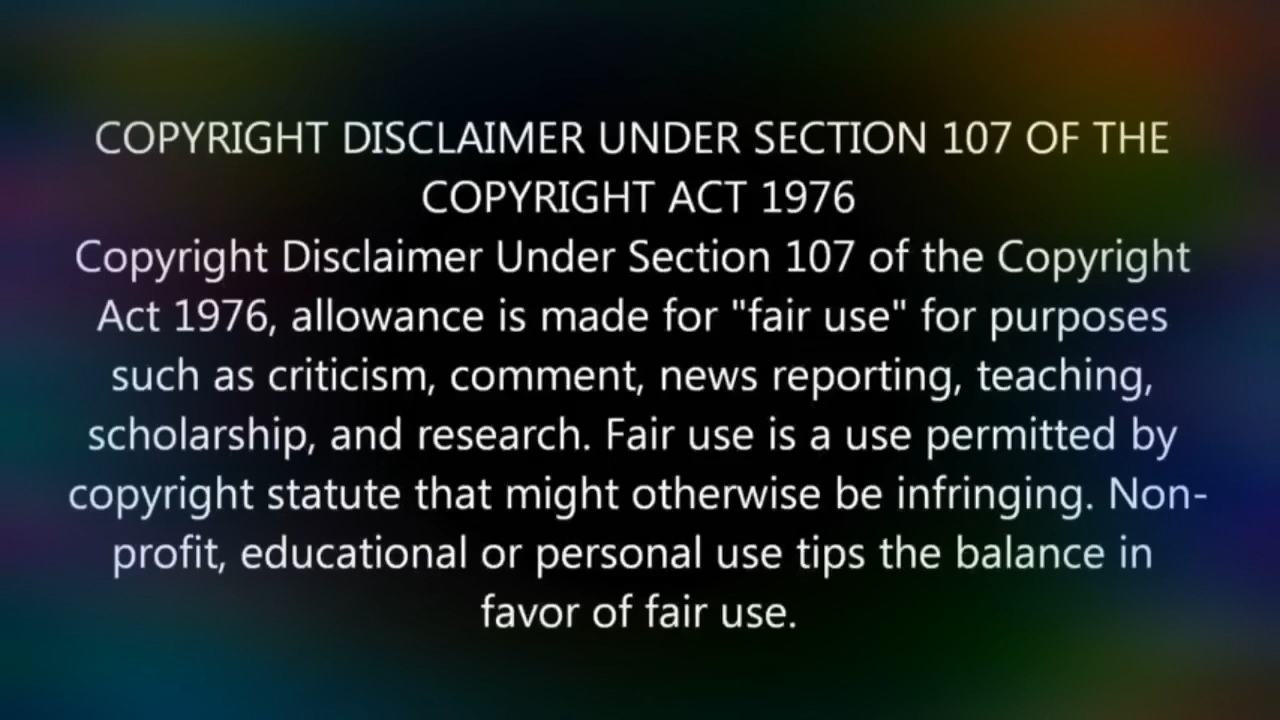 COPYRIGHT DISCLAIMER UNDER SECTION 107 OF THE
COPYRIGHT ACT 1976
Copyright Disclaimer Under Section 107 of the Copyright
Act 1976, allowance is made for "fair use" for purposes
such as criticism, comment, news reporting, teaching,
scholarship, and research. Fair use is a use permitted by
copyright statute that might otherwise be infringing. Non-
profit, educational or personal use tips the balance in
favor of fair use.